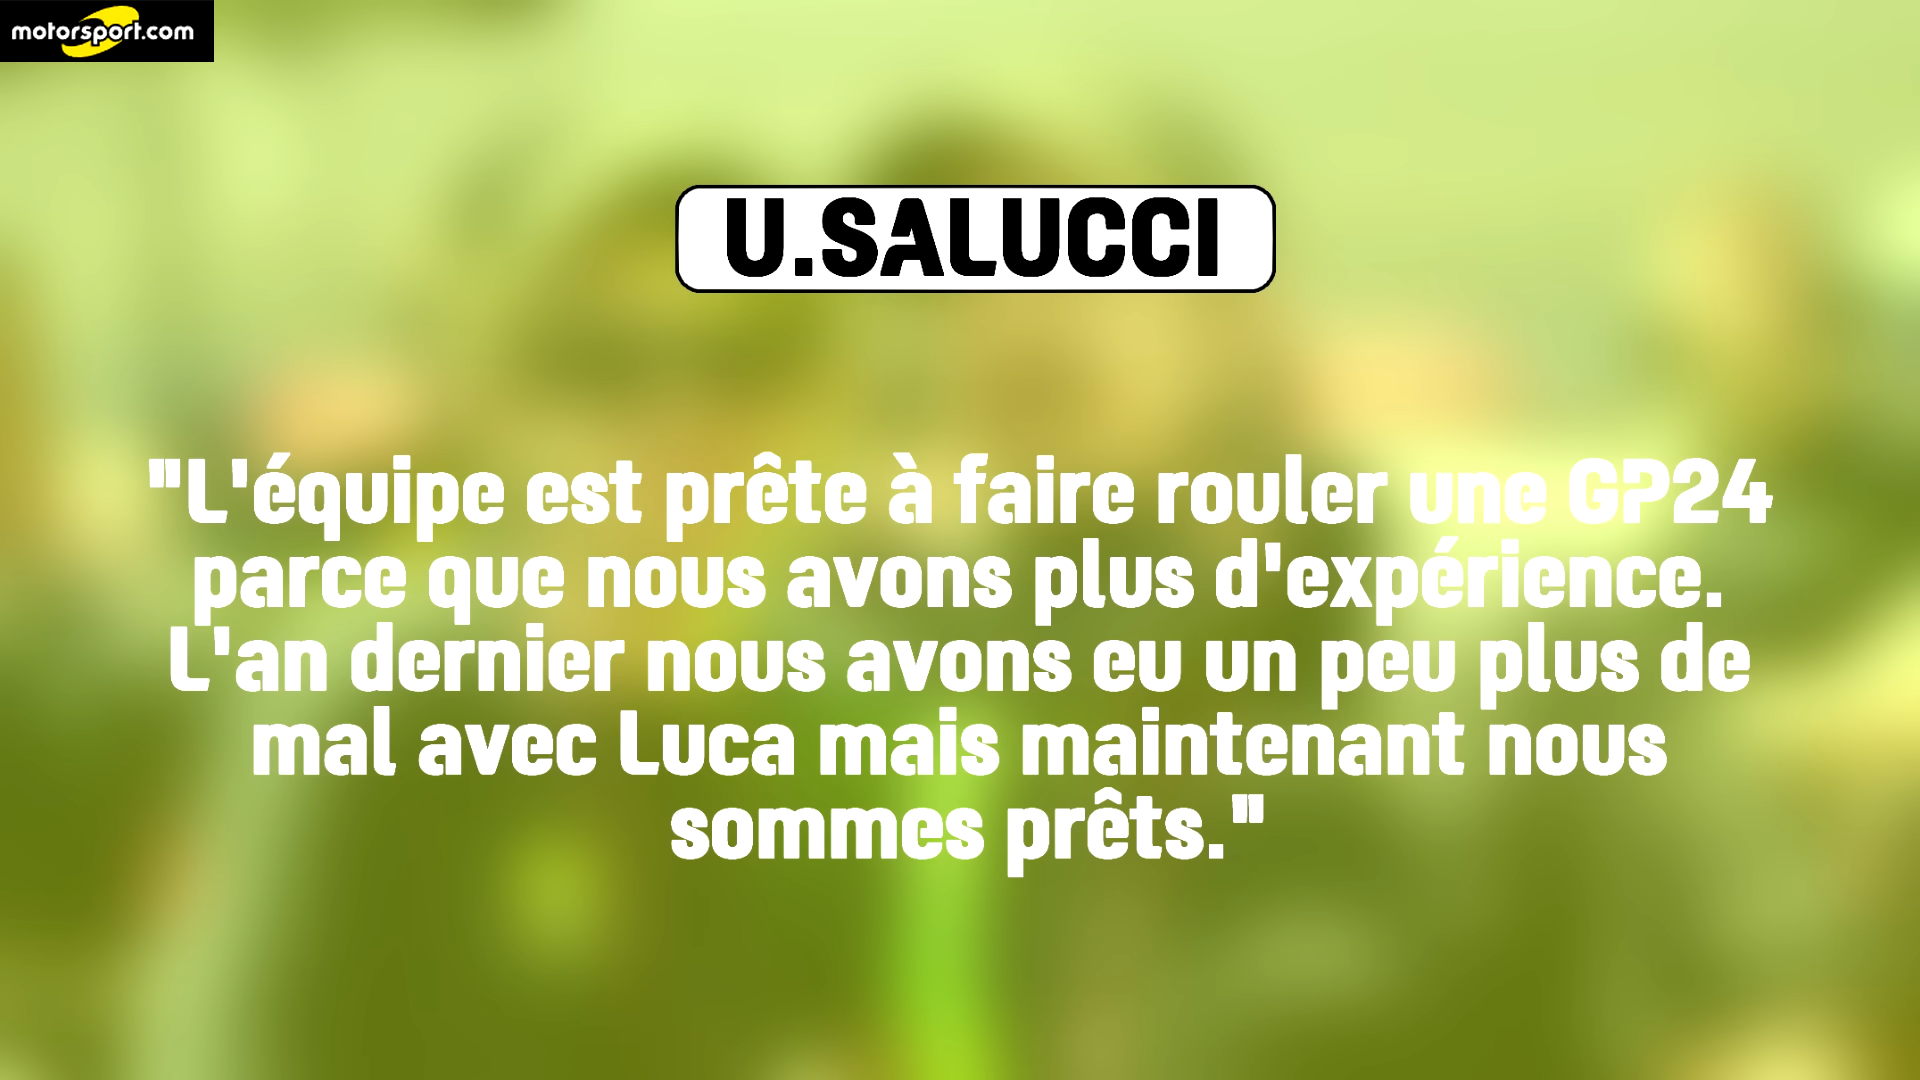 motorsport.com
U.SALUCCI
"L'équipe est prête à faire rouler une GP24
parce que nous avons plus d'expérience.
L'an dernier nous avons eu un peu plus de
mal avec Luca mais maintenant nous
sommes prêts."